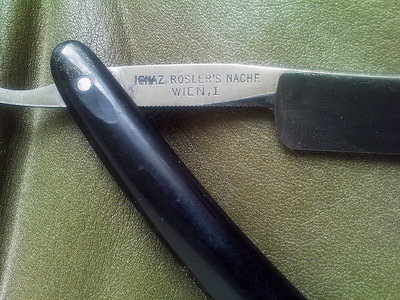 IGNAZ RÖSLER'S NACHF.
WIEN, I